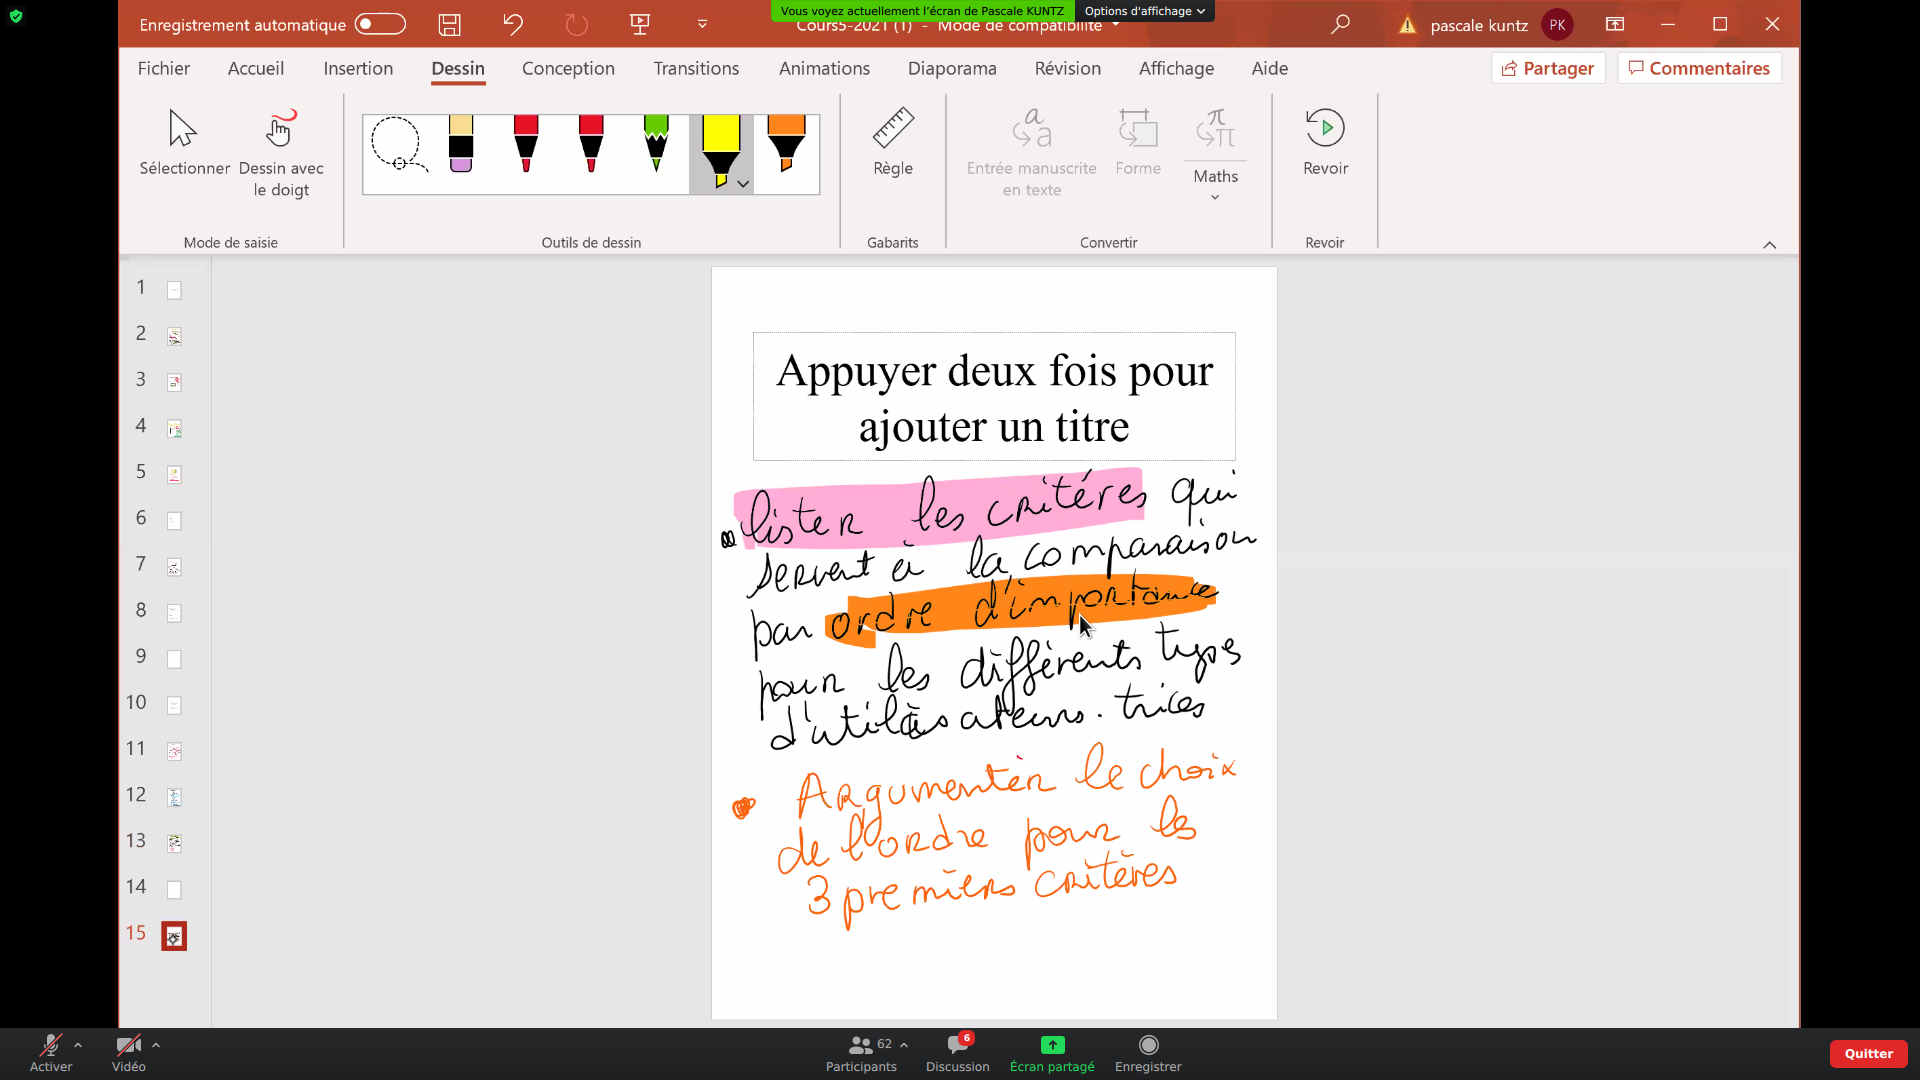 Vous voyez actuellement l'écran de Pascale KUNTZ
Options d'affichage
Enregistrement automatique
Cours5-2021 (1) - Mode de compatibilité
pascale kuntz
PK
Fichier
Accueil
Insertion
Dessin
Conception
Transitions
Animations
Diaporama
Révision
Affichage
Aide
Partager
Commentaires
Sélectionner
Dessin avec
le doigt
Règle
Entrée manuscrite
en texte
Forme
Maths
Revoir
Mode de saisie
Outils de dessin
Gabarits
Convertir
Revoir
1
2
3
4
5
6
7
8
9
10
11
12
13
14
15
Appuyer deux fois pour
ajouter un titre
lister les critéres qui
servent à la comparaison
par ordre d'importance
pour les différents types
d'utilisateurs.trices
Argumenter le choix
de l'ordre pour les
3 premiers critères
Activer
Vidéo
62
Participants
6
Discussion
Écran partagé
Enregistrer
Quitter